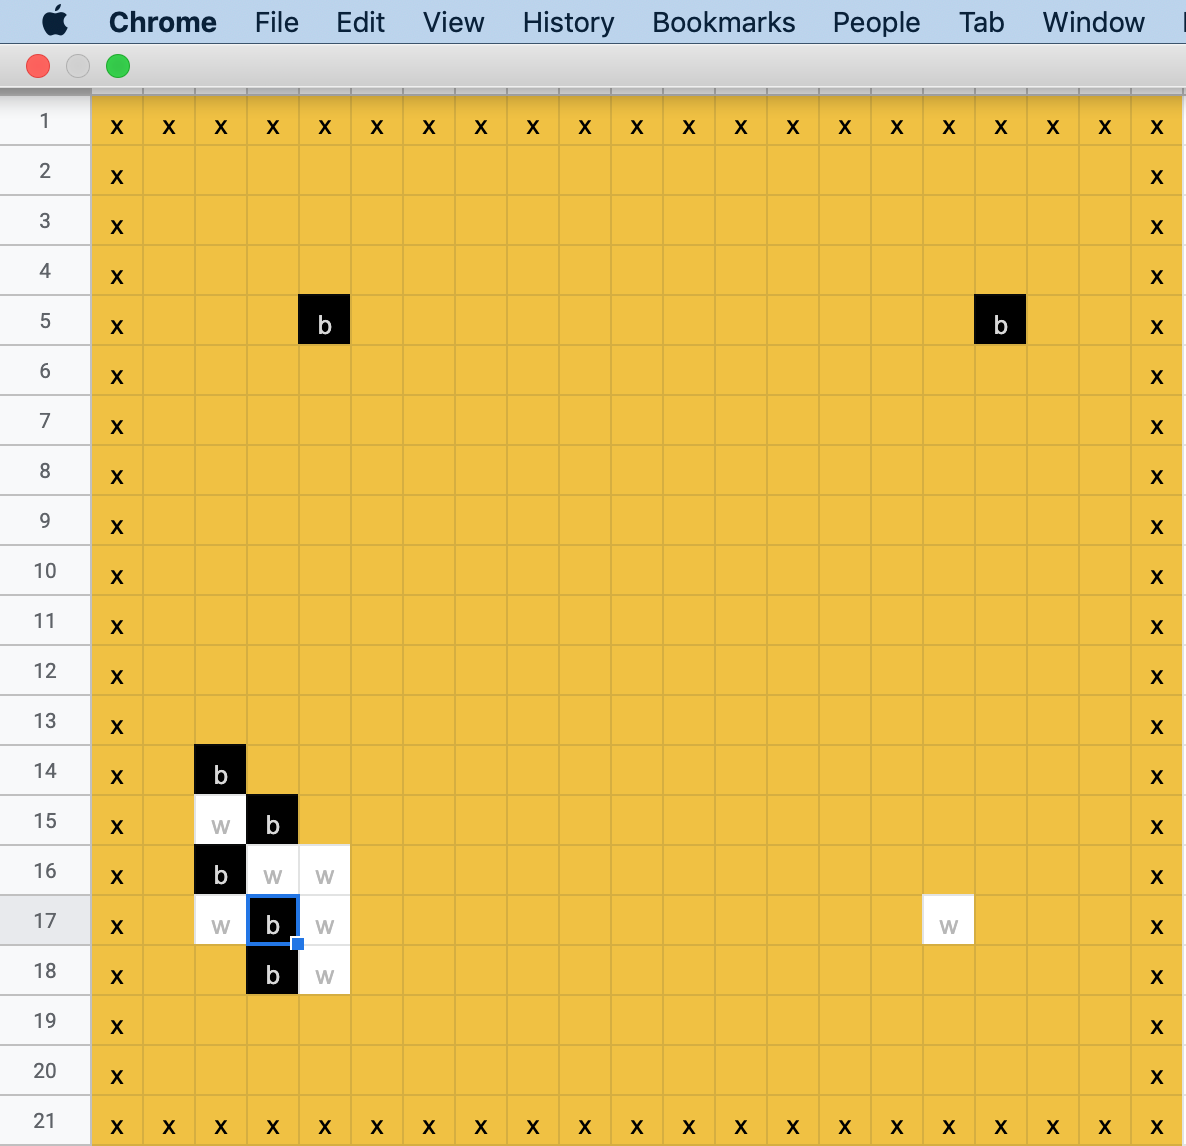 Chrome File Edit View History Bookmarks People Tab Window
1 x x x x x x x x x x x x x x x x x x x x x
2 x x
3 x x
4 x x
5 x b b x
6 x x
7 x x
8 x x
9 x x
10 x x
11 x x
12 x x
13 x x
14 x b x
15 x w b x
16 x b w w x
17 x w b w w x
18 x b w x
19 x x
20 x x
21 x x x x x x x x x x x x x x x x x x x x x